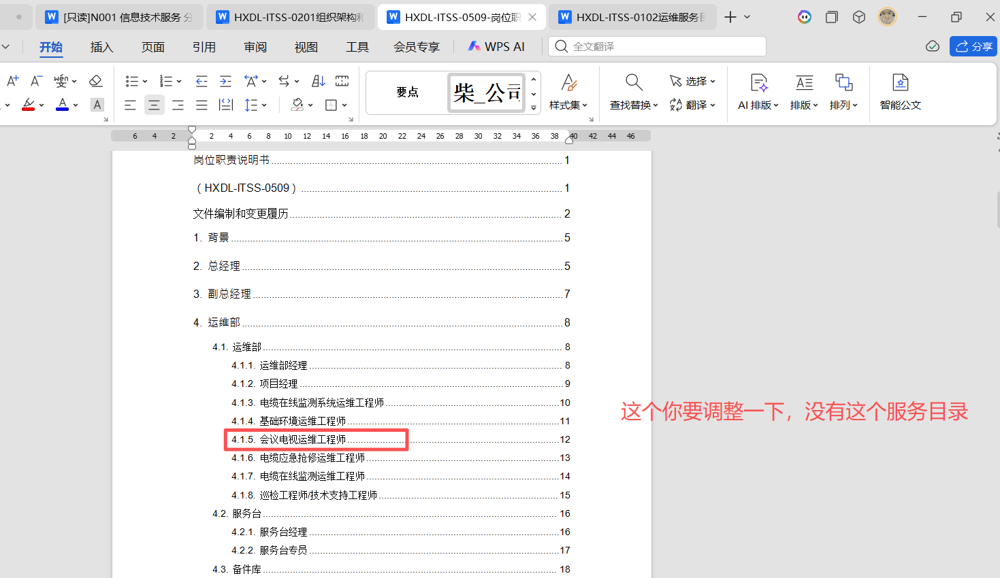 [只读]N001 信息技术服务 分
HXDL-ITSS-0201组织架构和
HXDL-ITSS-0509-岗位职
HXDL-ITSS-0102运维服务目
开始 插入 页面 引用 审阅 视图 工具 会员专享 WPS AI 全文翻译 分享
要点 柴_公司
样式集 查找替换 选择 翻译 AI 排版 排版 排列 智能公文
6 4 2 2 4 6 8 10 12 14 16 18 20 22 24 26 28 30 32 34 36 38 40 42 44 46
岗位职责说明书 1
（HXDL-ITSS-0509） 1
文件编制和变更履历 2
1. 背景 5
2. 总经理 5
3. 副总经理 7
4. 运维部 8
4.1. 运维部 8
4.1.1. 运维部经理 8
4.1.2. 项目经理 9
4.1.3. 电缆在线监测系统运维工程师 10
4.1.4. 基础环境运维工程师 11
4.1.5. 会议电视运维工程师 12
4.1.6. 电缆应急抢修运维工程师 13
4.1.7. 电缆在线监测运维工程师 14
4.1.8. 巡检工程师/技术支持工程师 15
4.2. 服务台 16
4.2.1. 服务台经理 16
4.2.2. 服务台专员 17
4.3. 备件库 18
这个你要调整一下，没有这个服务目录